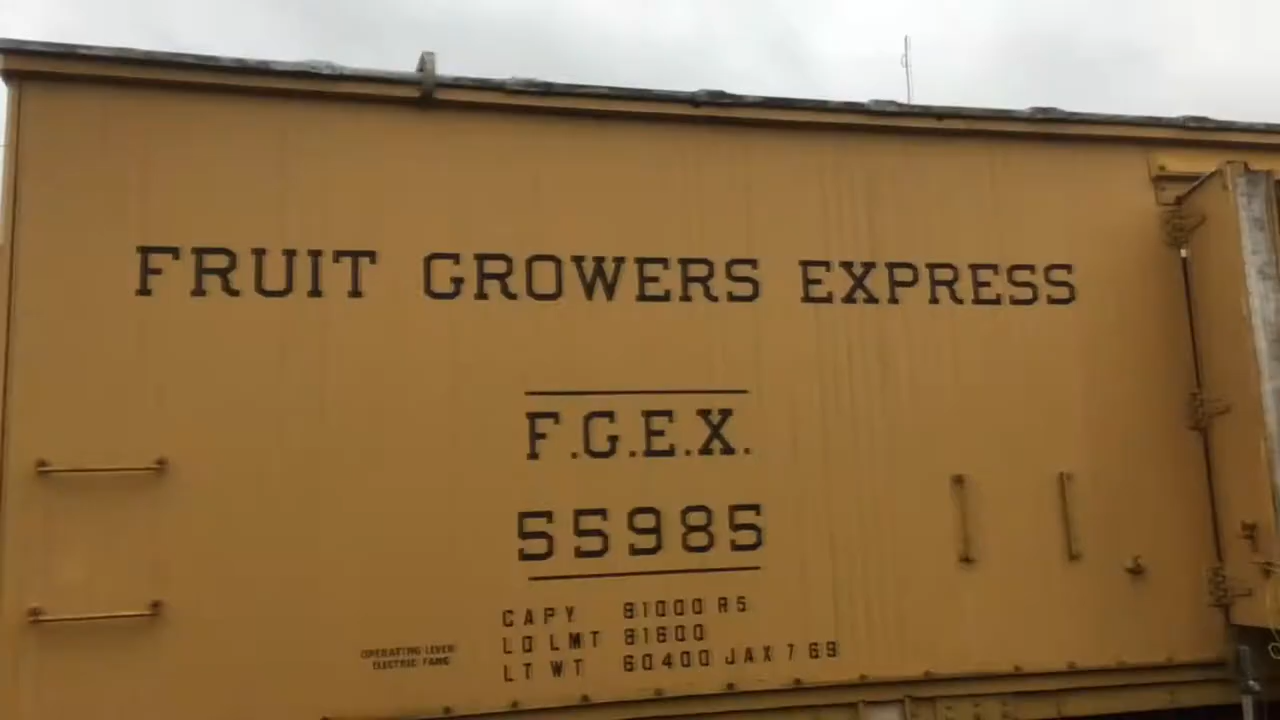 FRUIT GROWERS EXPRESS
F.G.E.X.
55985
CAPY 81000 RS
LD LMT 81600
LT WT 60400 JAX 7 69
OPERATING LEVER
ELECTRIC FANS